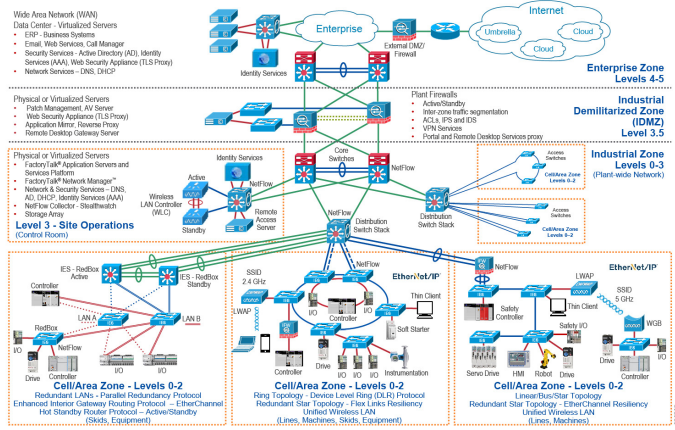 Wide Area Network (WAN)
Data Center - Virtualized Servers
• ERP - Business Systems
• Email, Web Services, Call Manager
• Security Services - Active Directory (AD), Identity
Services (AAA), Web Security Appliance (TLS Proxy)
• Network Services – DNS, DHCP
Enterprise
Identity Services
External DMZ/
Firewall
Internet
Umbrella
Cloud
Cloud
Enterprise Zone
Levels 4-5
Physical or Virtualized Servers
• Patch Management, AV Server
• Web Security Appliance (TLS Proxy)
• Application Mirror, Reverse Proxy
• Remote Desktop Gateway Server
Plant Firewalls
• Active/Standby
• Inter-zone traffic segmentation
• ACLs, IPS and IDS
• VPN Services
• Portal and Remote Desktop Services proxy
Industrial
Demilitarized Zone
(IDMZ)
Level 3.5
Physical or Virtualized Servers
• FactoryTalk® Application Servers and
Services Platform
• FactoryTalk® Network Manager™
• Network & Security Services – DNS,
AD, DHCP, Identity Services (AAA)
• NetFlow Collector - Stealthwatch
• Storage Array
Level 3 - Site Operations
(Control Room)
Identity Services
Active
NetFlow
Wireless
LAN Controller
(WLC)
Standby
Remote
Access
Server
Core
Switches
NetFlow
NetFlow
Distribution
Switch Stack
Distribution
Switch Stack
Industrial Zone
Levels 0-3
(Plant-wide Network)
Access
Switches
Cell/Area Zone
Levels 0-2
Access
Switches
Cell/Area Zone
Levels 0-2
IES - RedBox
Active
IES - RedBox
Standby
Controller
LAN A
LAN B
RedBox
NetFlow
I/O
I/O
I/O
Drive
Controller
Cell/Area Zone - Levels 0-2
Redundant LANs - Parallel Redundancy Protocol
Enhanced Interior Gateway Routing Protocol – EtherChannel
Hot Standby Router Protocol – Active/Standby
(Skids, Equipment)
SSID
2.4 GHz
NetFlow
EtherNet/IP
LWAP
I/O
Controller
Thin Client
Soft Starter
Controller
I/O
I/O
Drive
Instrumentation
Cell/Area Zone - Levels 0-2
Ring Topology - Device Level Ring (DLR) Protocol
Redundant Star Topology - Flex Links Resiliency
Unified Wireless LAN
(Lines, Machines, Skids, Equipment)
NetFlow
EtherNet/IP
LWAP
SSID
5 GHz
Safety
Controller
Thin Client
WGB
Safety I/O
I/O
Servo Drive
HMI
Robot
Drive
I/O
Controller
Cell/Area Zone - Levels 0-2
Linear/Bus/Star Topology
Redundant Star Topology - EtherChannel Resiliency
Unified Wireless LAN
(Lines, Machines)